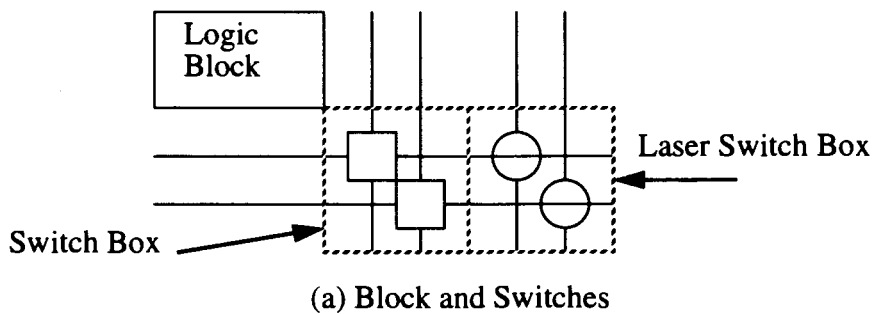 Logic
Block
Laser Switch Box
Switch Box
(a) Block and Switches